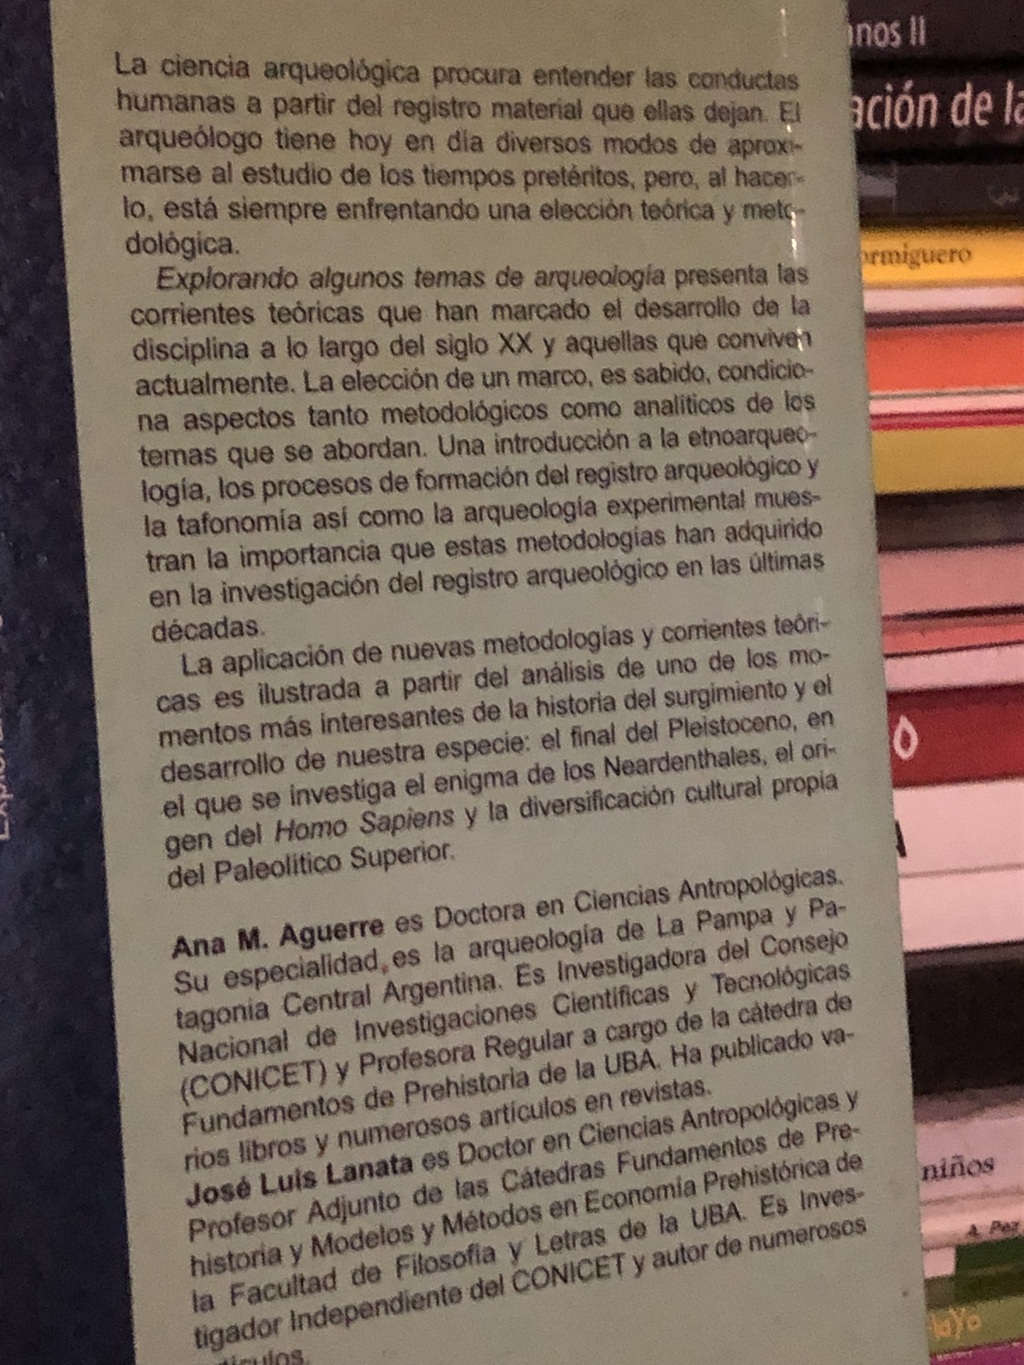 La ciencia arqueológica procura entender las conductas
humanas a partir del registro material que ellas dejan. El
arqueólogo tiene hoy en día diversos modos de aproxi-
marse al estudio de los tiempos pretéritos, pero, al hacer-
lo, está siempre enfrentando una elección teórica y meto-
dológica.
Explorando algunos temas de arqueología presenta las
corrientes teóricas que han marcado el desarrollo de la
disciplina a lo largo del siglo XX y aquellas que conviven
actualmente. La elección de un marco, es sabido, condicio-
na aspectos tanto metodológicos como analíticos de los
temas que se abordan. Una introducción a la etnoarqueo-
logía, los procesos de formación del registro arqueológico y
la tafonomía así como la arqueología experimental mues-
tran la importancia que estas metodologías han adquirido
en la investigación del registro arqueológico en las últimas
décadas.
La aplicación de nuevas metodologías y corrientes teóri-
cas es ilustrada a partir del análisis de uno de los mo-
mentos más interesantes de la historia del surgimiento y el
desarrollo de nuestra especie: el final del Pleistoceno, en
el que se investiga el enigma de los Neardenthales, el ori-
gen del Homo Sapiens y la diversificación cultural propia
del Paleolítico Superior.
Ana M. Aguerre es Doctora en Ciencias Antropológicas.
Su especialidad es la arqueología de La Pampa y Pa-
tagonia Central Argentina. Es Investigadora del Consejo
Nacional de Investigaciones Científicas y Tecnológicas
(CONICET) y Profesora Regular a cargo de la cátedra de
Fundamentos de Prehistoria de la UBA. Ha publicado va-
rios libros y numerosos artículos en revistas.
José Luis Lanata es Doctor en Ciencias Antropológicas y
Profesor Adjunto de las Cátedras Fundamentos de Pre-
historia y Modelos y Métodos en Economía Prehistórica de
la Facultad de Filosofía y Letras de la UBA. Es Inves-
tigador Independiente del CONICET y autor de numerosos
nos II
ación de la
ormiguero
niños
A. Pez